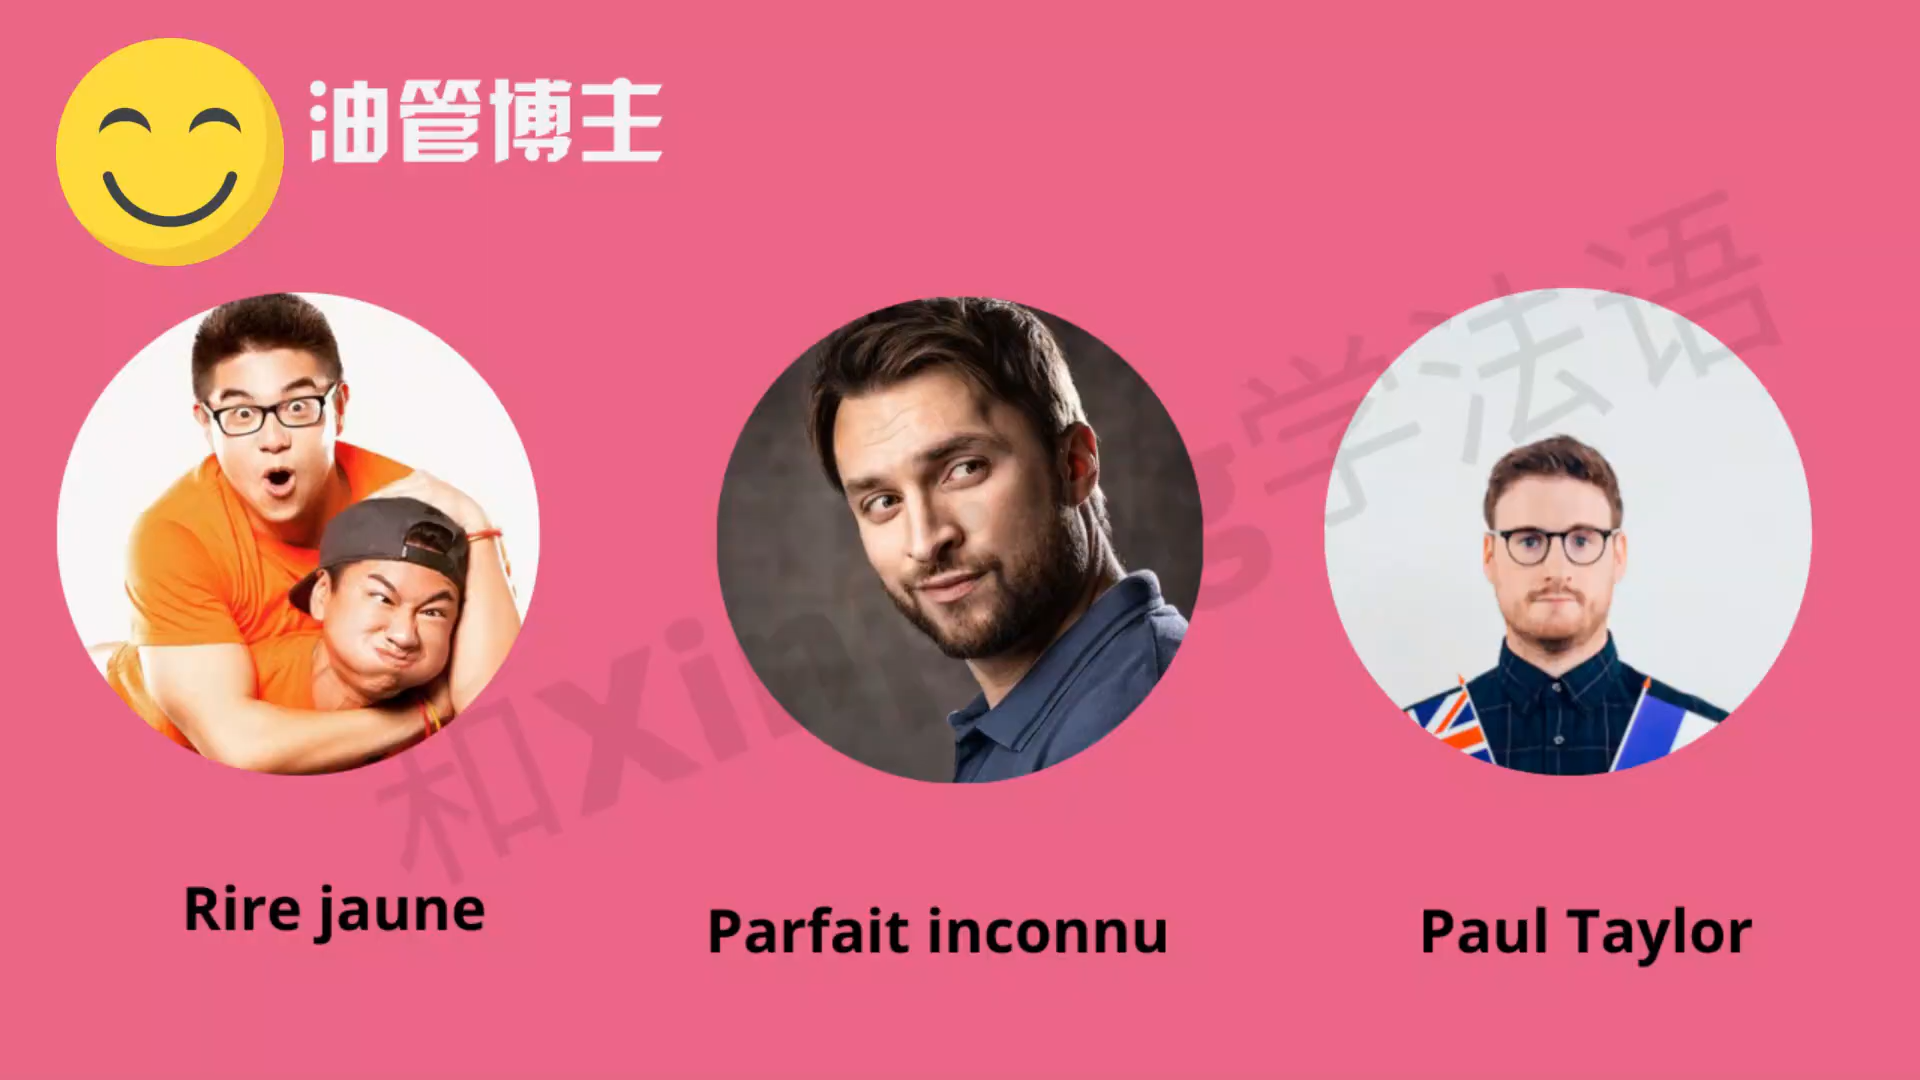 油管博主
Rire jaune
Parfait inconnu
Paul Taylor